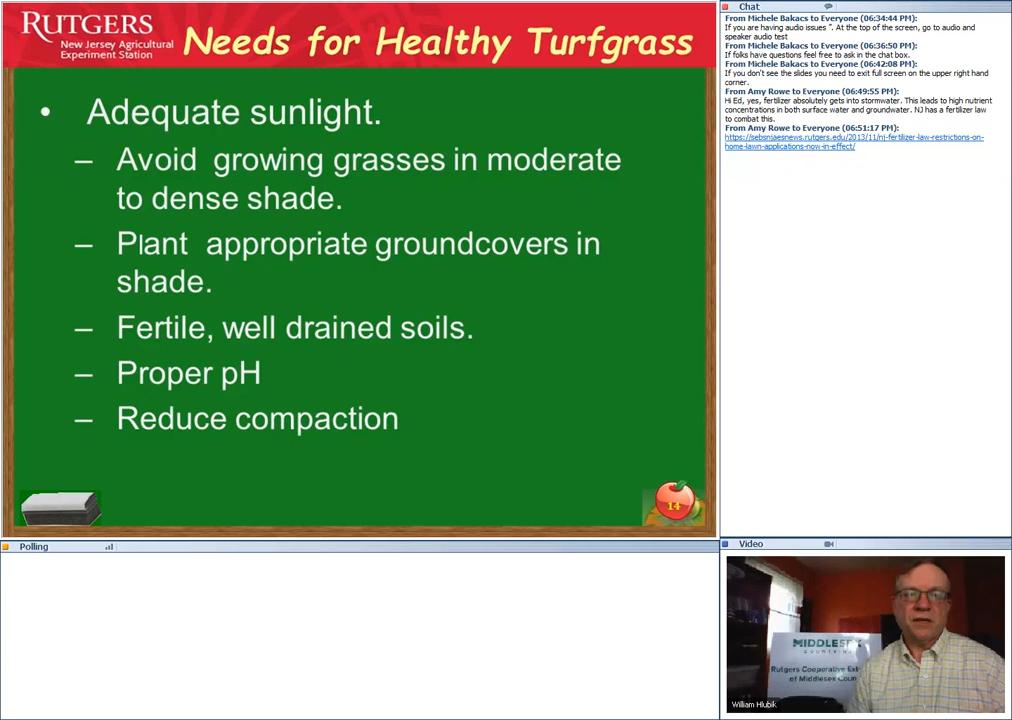 RUTGERS
New Jersey Agricultural
Experiment Station
Needs for Healthy Turfgrass
• Adequate sunlight.
– Avoid growing grasses in moderate
to dense shade.
– Plant appropriate groundcovers in
shade.
– Fertile, well drained soils.
– Proper pH
– Reduce compaction
14
Chat
From Michele Bakacs to Everyone (06:34:44 PM):
If you are having audio issues ". At the top of the screen, go to audio and
speaker audio test
From Michele Bakacs to Everyone (06:36:50 PM):
If folks have questions feel free to ask in the chat box.
From Michele Bakacs to Everyone (06:42:08 PM):
If you don't see the slides you need to exit full screen on the upper right hand
corner.
From Amy Rowe to Everyone (06:49:55 PM):
Hi Ed, yes, fertilizer absolutely gets into stormwater. This leads to high nutrient
concentrations in both surface water and groundwater. NJ has a fertilizer law
to combat this.
From Amy Rowe to Everyone (06:51:17 PM):
https://sebsnjaesnews.rutgers.edu/2013/11/nj-fertilizer-law-restrictions-on-
home-lawn-applications-now-in-effect/
Polling
Video
MIDDLESEX
Rutgers Cooperative Ext
of Middlesex Coun
William Hlubik